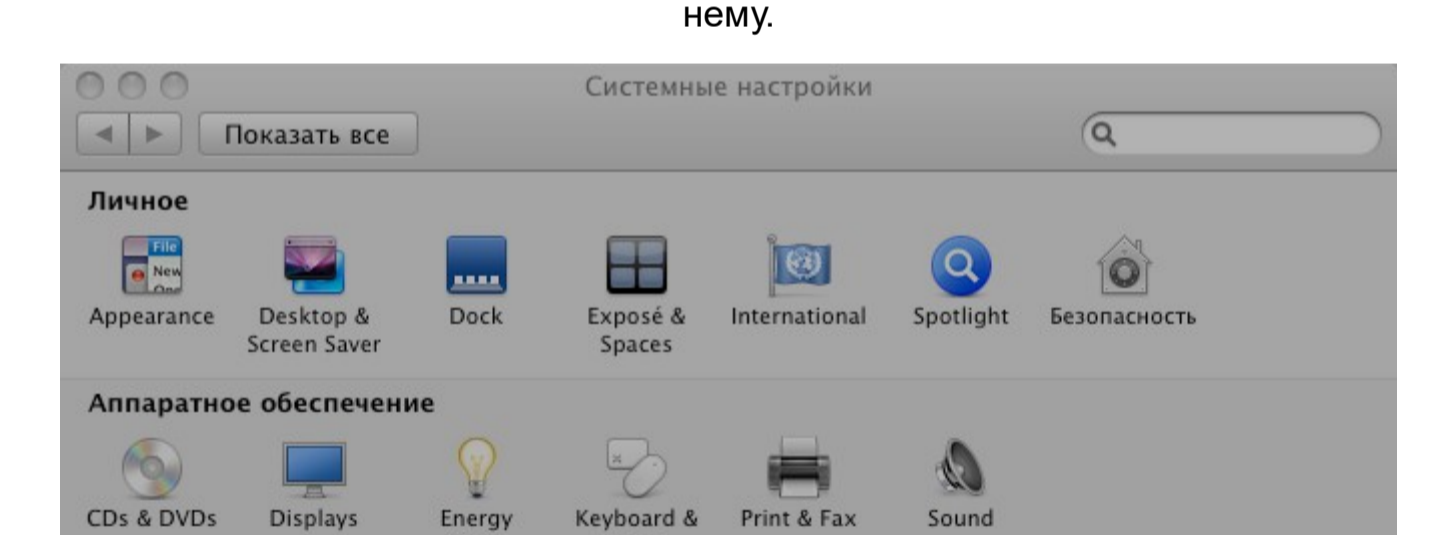 нему.
Системные настройки
Показать все
Личное
File
New
One
Appearance
Desktop &
Screen Saver
Dock
Exposé &
Spaces
International
Spotlight
Безопасность
Аппаратное обеспечение
CDs & DVDs
Displays
Energy
Keyboard &
Print & Fax
Sound